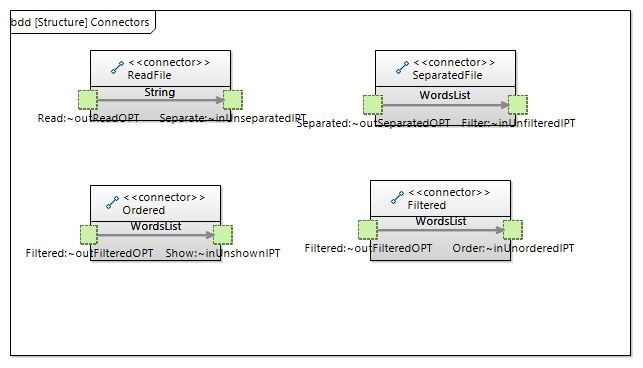 bdd [Structure] Connectors
<<connector>>
ReadFile
String
Read:~outReadOPT Separate:~inUnseparatedIPT
<<connector>>
SeparatedFile
WordsList
Separated:~outSeparatedOPT Filter:~inUnfilteredIPT
<<connector>>
Ordered
WordsList
Filtered:~outFilteredOPT Show:~inUnshownIPT
<<connector>>
Filtered
WordsList
Filtered:~outFilteredOPT Order:~inUnorderedIPT